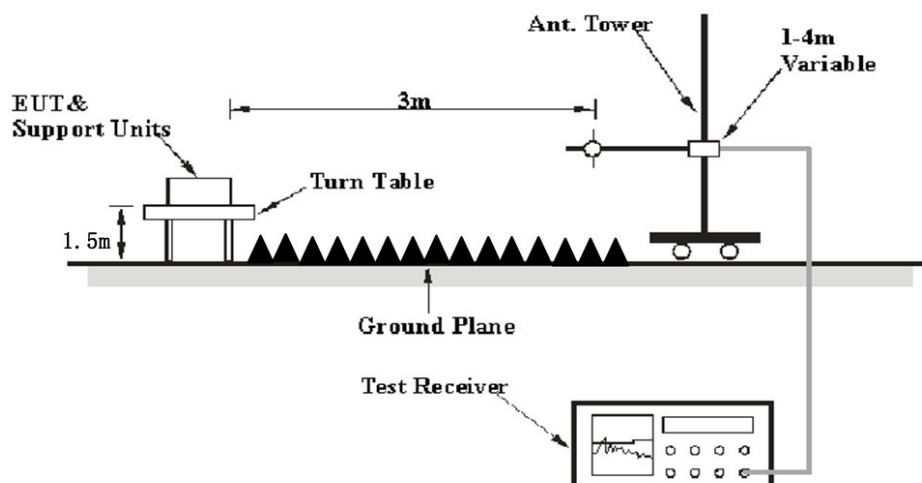 Ant. Tower
1-4m
Variable
EUT&
Support Units
3m
Turn Table
1.5m
Ground Plane
Test Receiver